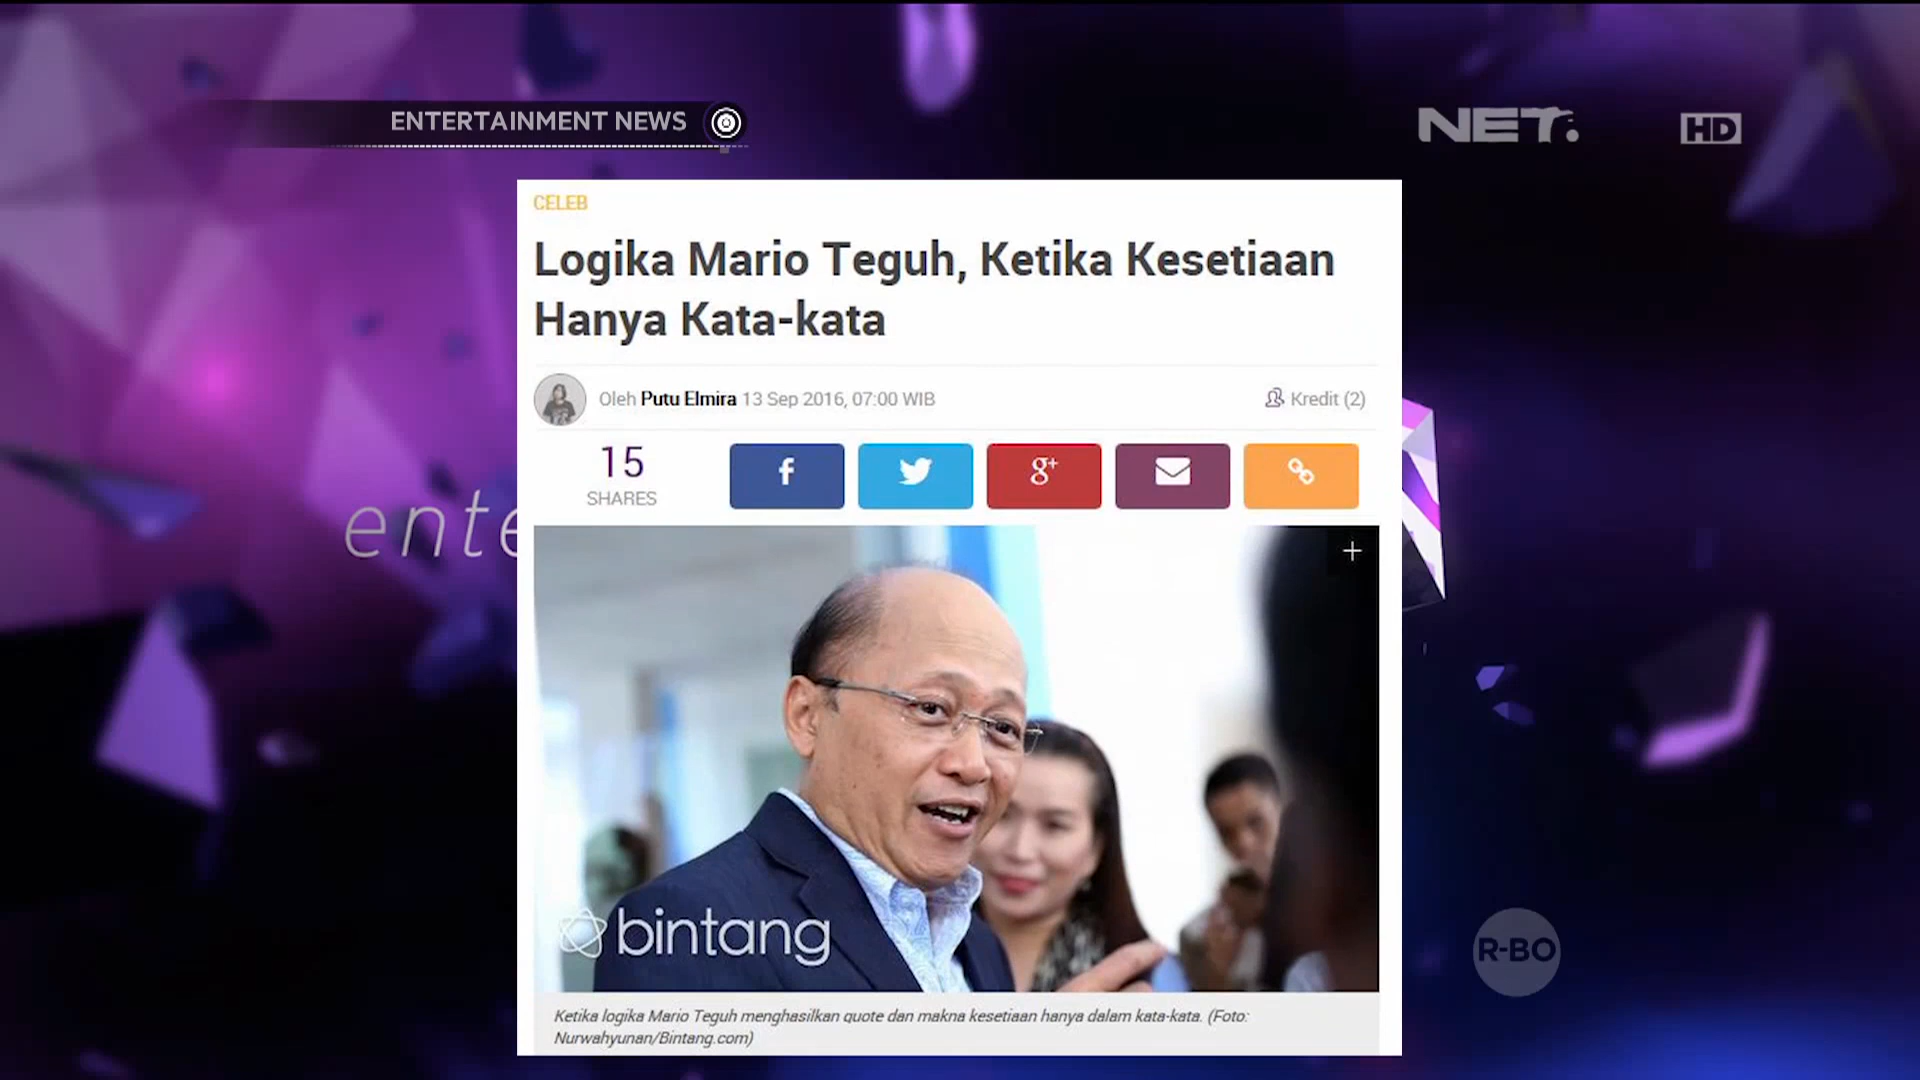 ENTERTAINMENT NEWS
NET.
HD
CELEB
Logika Mario Teguh, Ketika Kesetiaan
Hanya Kata-kata
Oleh Putu Elmira 13 Sep 2016, 07:00 WIB
Kredit (2)
15
SHARES
f
g+
ente
+
bintang
R-BO
Ketika logika Mario Teguh menghasilkan quote dan makna kesetiaan hanya dalam kata-kata. (Foto:
Nurwahyunan/Bintang.com)